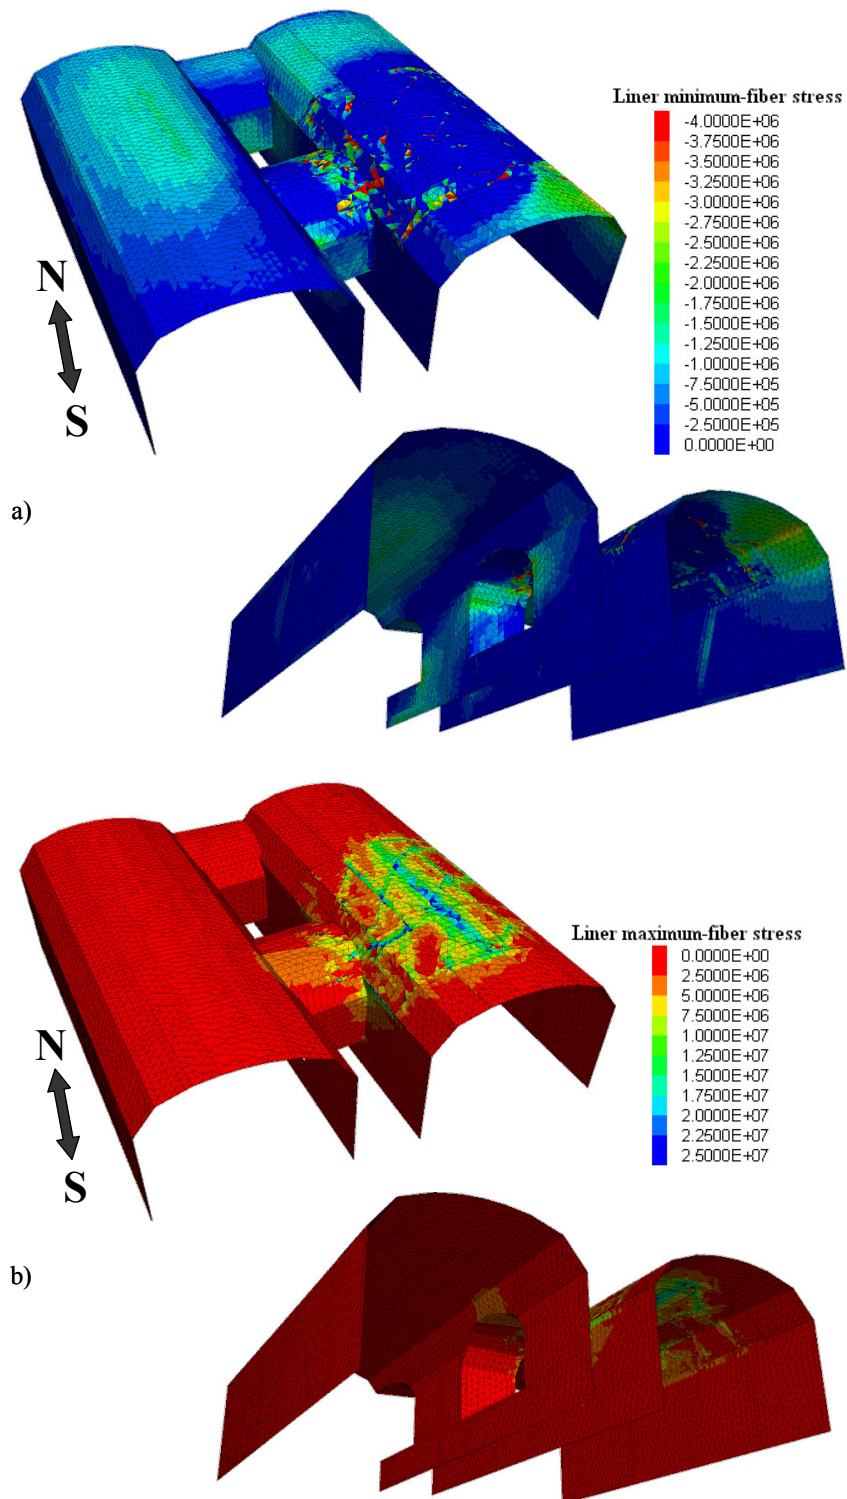 Liner minimum-fiber stress
-4.0000E+06
-3.7500E+06
-3.5000E+06
-3.2500E+06
-3.0000E+06
-2.7500E+06
-2.5000E+06
-2.2500E+06
-2.0000E+06
-1.7500E+06
-1.5000E+06
-1.2500E+06
-1.0000E+06
-7.5000E+05
-5.0000E+05
-2.5000E+05
0.0000E+00
N
S
a)
Liner maximum-fiber stress
0.0000E+00
2.5000E+06
5.0000E+06
7.5000E+06
1.0000E+07
1.2500E+07
1.5000E+07
1.7500E+07
2.0000E+07
2.2500E+07
2.5000E+07
N
S
b)